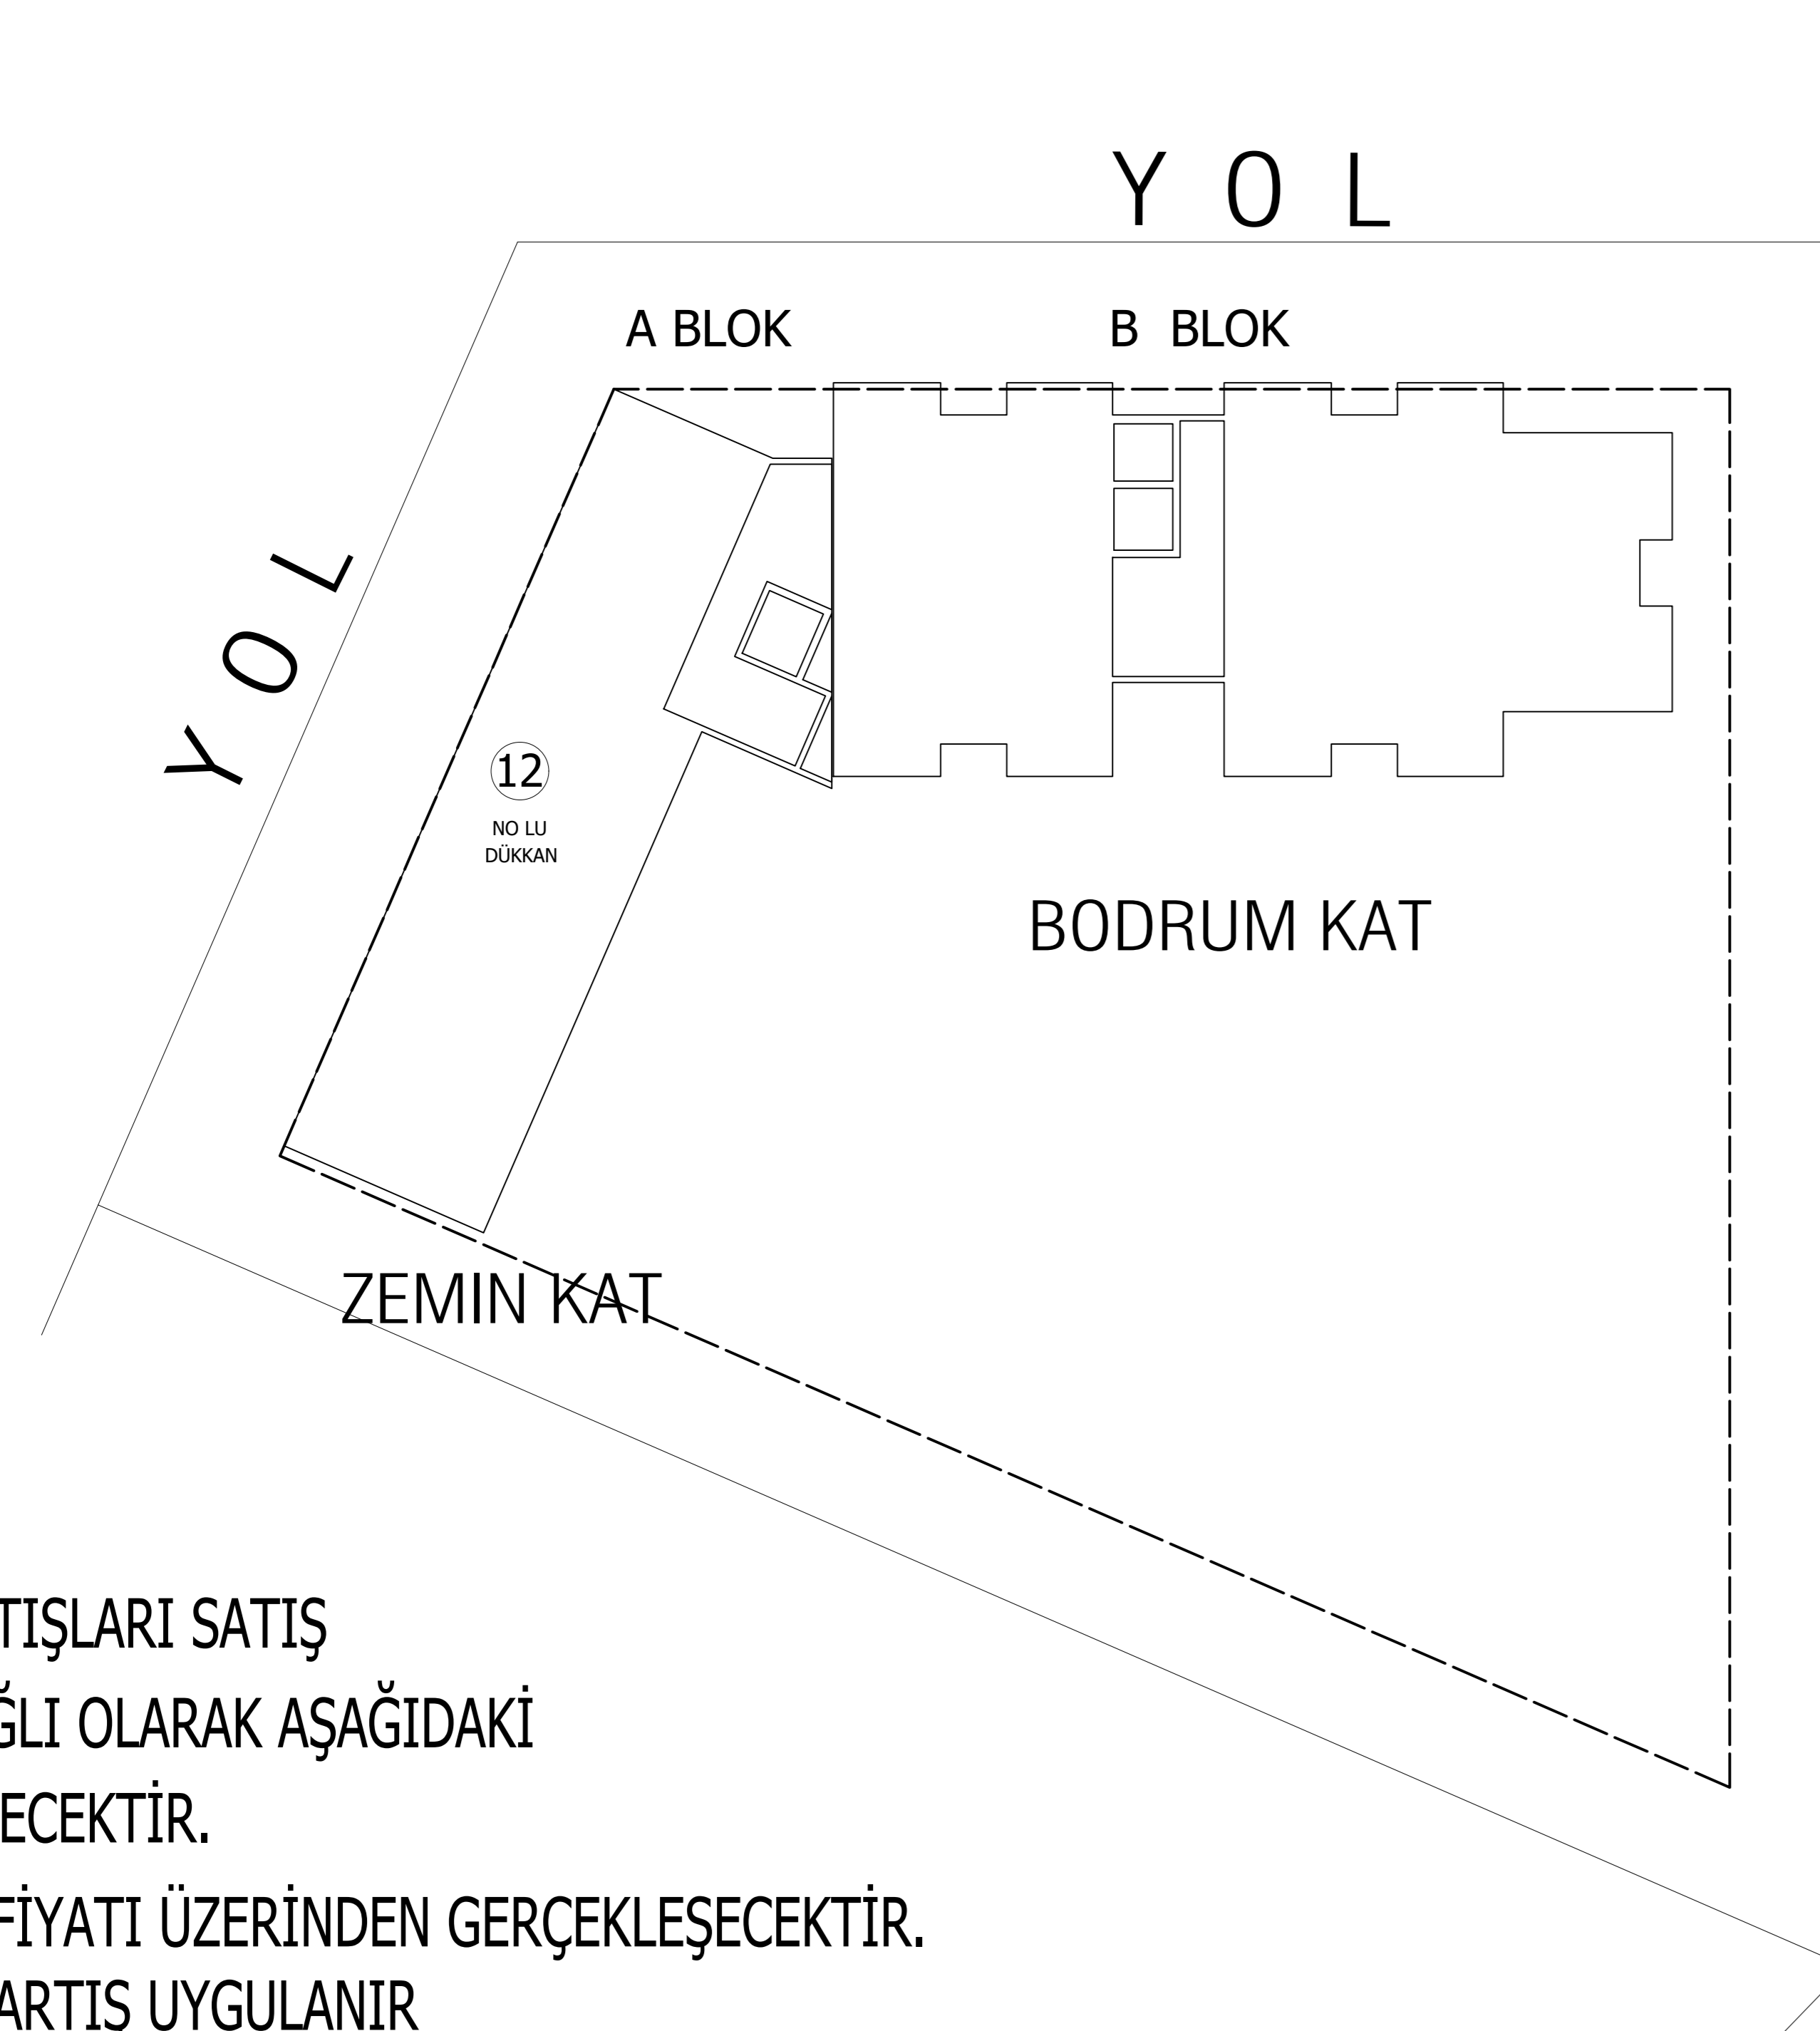 Y O L
A BLOK
B BLOK
Y O L
12
NO LU
DÜKKAN
BODRUM KAT
ZEMIN KAT
TIŞLARI SATIŞ
ĞLI OLARAK AŞAĞIDAKİ
ECEKTİR.
FİYATI ÜZERİNDEN GERÇEKLEŞECEKTİR.
ARTIŞ UYGULANIR